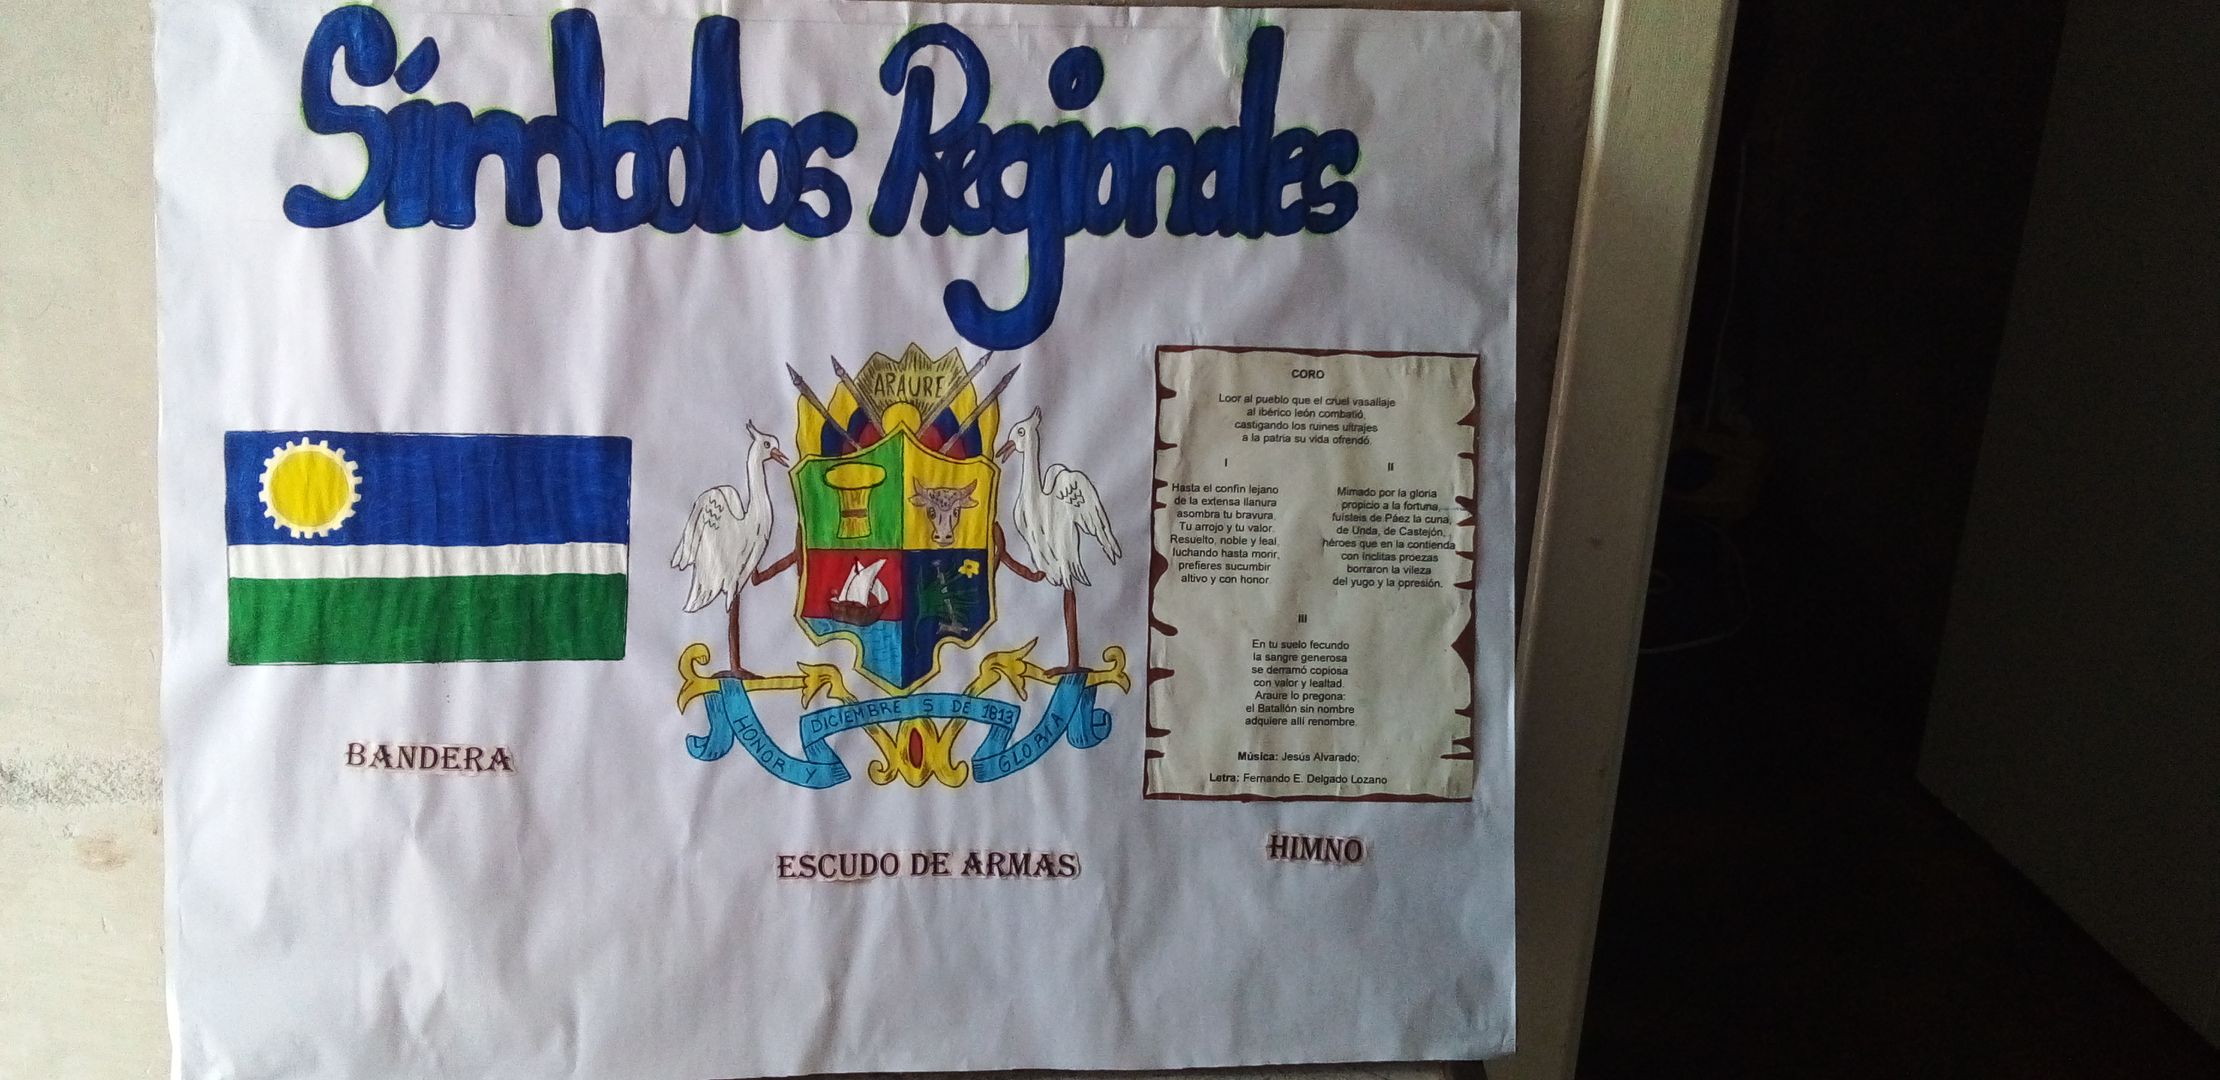 Símbolos Regionales
BANDERA
ARAURE
HONOR Y
DICIEMBRE 5 DE 1813
GLORIA
ESCUDO DE ARMAS
CORO
Loor al pueblo que el cruel vasallaje
al ibérico león combatió,
castigando los ruines ultrajes
a la patria su vida ofrendó.
I
Hasta el confín lejano
de la extensa llanura
asombra tu bravura.
Tu arrojo y tu valor.
Resuelto, noble y leal,
luchando hasta morir,
prefieres sucumbir
altivo y con honor.
II
Mimado por la gloria
propicio a la fortuna,
fuísteis de Páez la cuna,
de Unda, de Castejón,
héroes que en la contienda
con ínclitas proezas
borraron la vileza
del yugo y la opresión.
III
En tu suelo fecundo
la sangre generosa
se derramó copiosa
con valor y lealtad.
Araure lo pregona:
el Batallón sin nombre
adquiere allí renombre.
Música: Jesús Alvarado;
Letra: Fernando E. Delgado Lozano
HIMNO